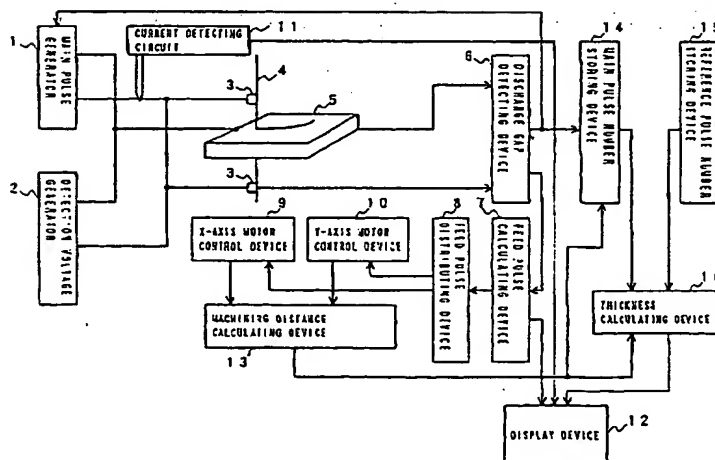 1
MAIN PULSE
GENERATOR
CURRENT DETECTING
CIRCUIT
11
4
3
5
3
2
DETECTION VOLTAGE
GENERATOR
6
DISCHARGE GAP
DETECTING DEVICE
14
MAIN PULSE NUMBER
STORING DEVICE
15
REFERENCE PULSE NUMBER
9
X-AXIS MOTOR
CONTROL DEVICE
10
Y-AXIS MOTOR
CONTROL DEVICE
8
FEED PULSE
DISTRIBUTING DEVICE
7
FEED PULSE
CALCULATING DEVICE
MACHINING DISTANCE
CALCULATING DEVICE
13
THICKNESS
CALCULATING DEVICE
DISPLAY DEVICE
12